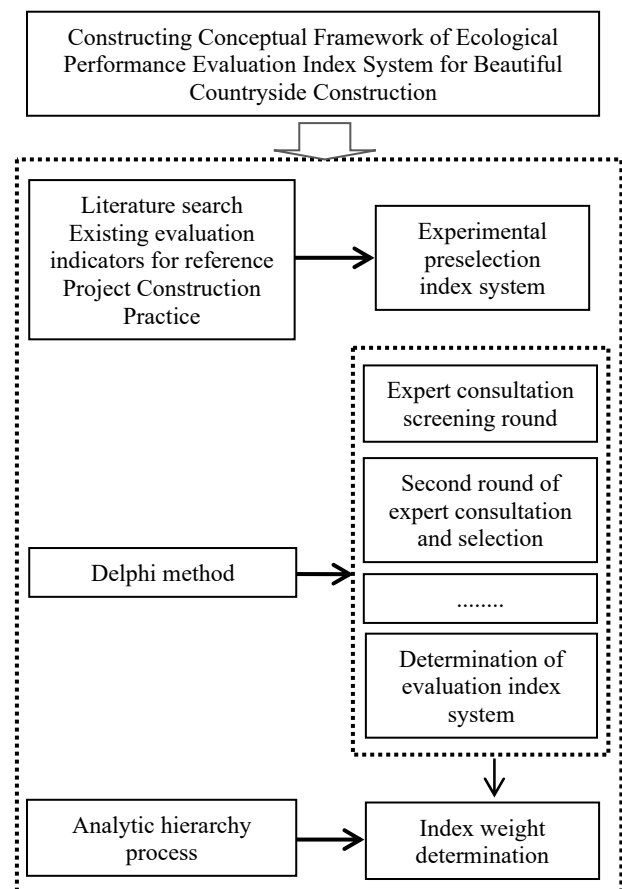 Constructing Conceptual Framework of Ecological
Performance Evaluation Index System for Beautiful
Countryside Construction
Literature search
Existing evaluation
indicators for reference
Project Construction
Practice
Experimental
preselection
index system
Expert consultation
screening round
Second round of
expert consultation
and selection
Delphi method
........
Determination of
evaluation index
system
Analytic hierarchy
process
Index weight
determination